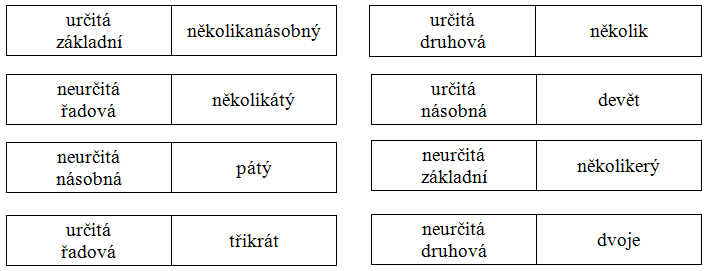 určitá
základní
několikanásobný
určitá
druhová
několik
neurčitá
řadová
několikátý
určitá
násobná
devět
neurčitá
násobná
pátý
neurčitá
základní
několikerý
určitá
řadová
třikrát
neurčitá
druhová
dvoje